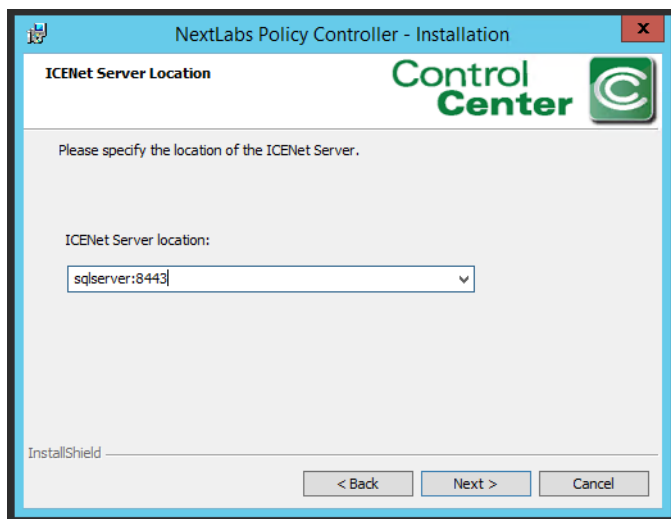 NextLabs Policy Controller - Installation
x
ICENet Server Location
Control
Center
Please specify the location of the ICENet Server.
ICENet Server location:
sqlserver:8443
InstallShield
< Back Next > Cancel